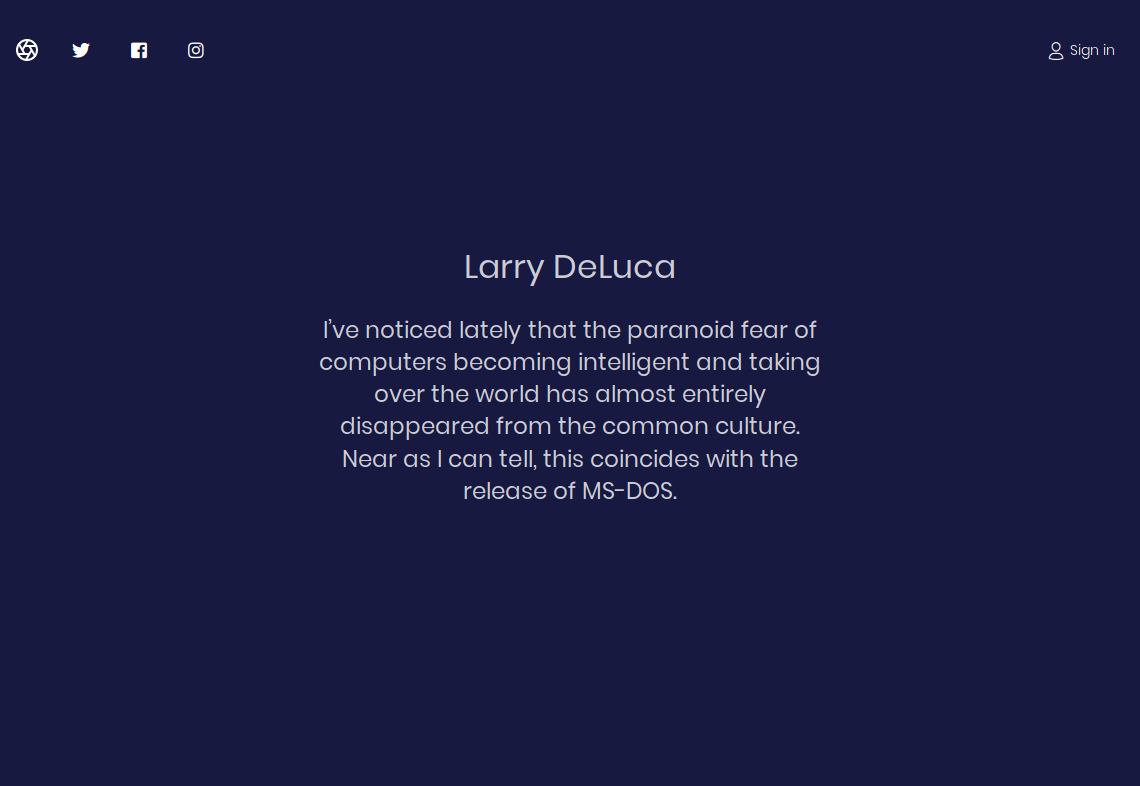 Sign in
Larry DeLuca
I've noticed lately that the paranoid fear of
computers becoming intelligent and taking
over the world has almost entirely
disappeared from the common culture.
Near as I can tell, this coincides with the
release of MS-DOS.